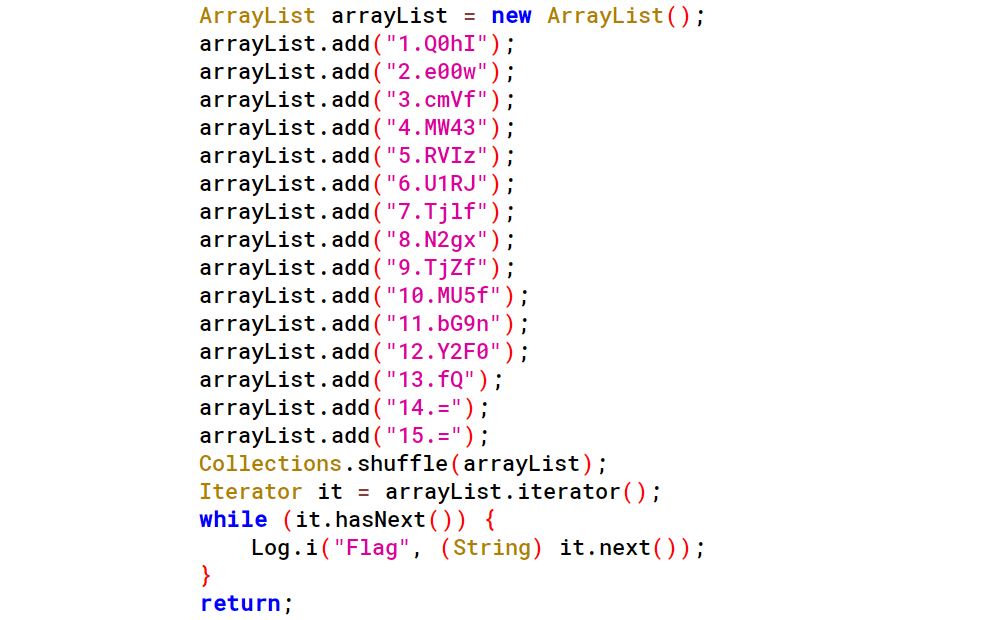 ArrayList arrayList = new ArrayList();
arrayList.add("1.Q0hI");
arrayList.add("2.e00w");
arrayList.add("3.cmVf");
arrayList.add("4.MW43");
arrayList.add("5.RVIz");
arrayList.add("6.U1RJ");
arrayList.add("7.Tjlf");
arrayList.add("8.N2gx");
arrayList.add("9.TjZf");
arrayList.add("10.MU5f");
arrayList.add("11.bG9n");
arrayList.add("12.Y2F0");
arrayList.add("13.fQ");
arrayList.add("14.=");
arrayList.add("15.=");
Collections.shuffle(arrayList);
Iterator it = arrayList.iterator();
while (it.hasNext()) {
    Log.i("Flag", (String) it.next());
}
return;